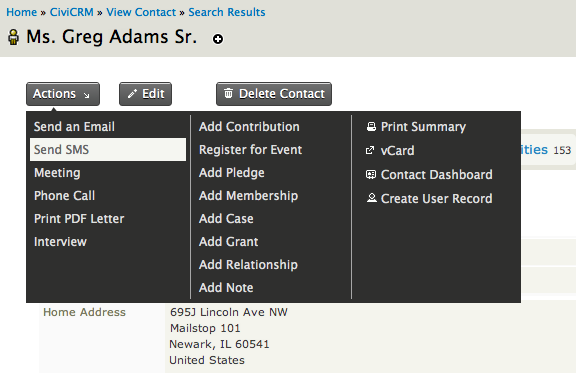 Home » CiviCRM » View Contact » Search Results
Ms. Greg Adams Sr.
Actions
Edit
Delete Contact
Send an Email
Send SMS
Meeting
Phone Call
Print PDF Letter
Interview
Add Contribution
Register for Event
Add Pledge
Add Membership
Add Case
Add Grant
Add Relationship
Add Note
Print Summary
vCard
Contact Dashboard
Create User Record
ities 153
Home Address
695J Lincoln Ave NW
Mailstop 101
Newark, IL 60541
United States